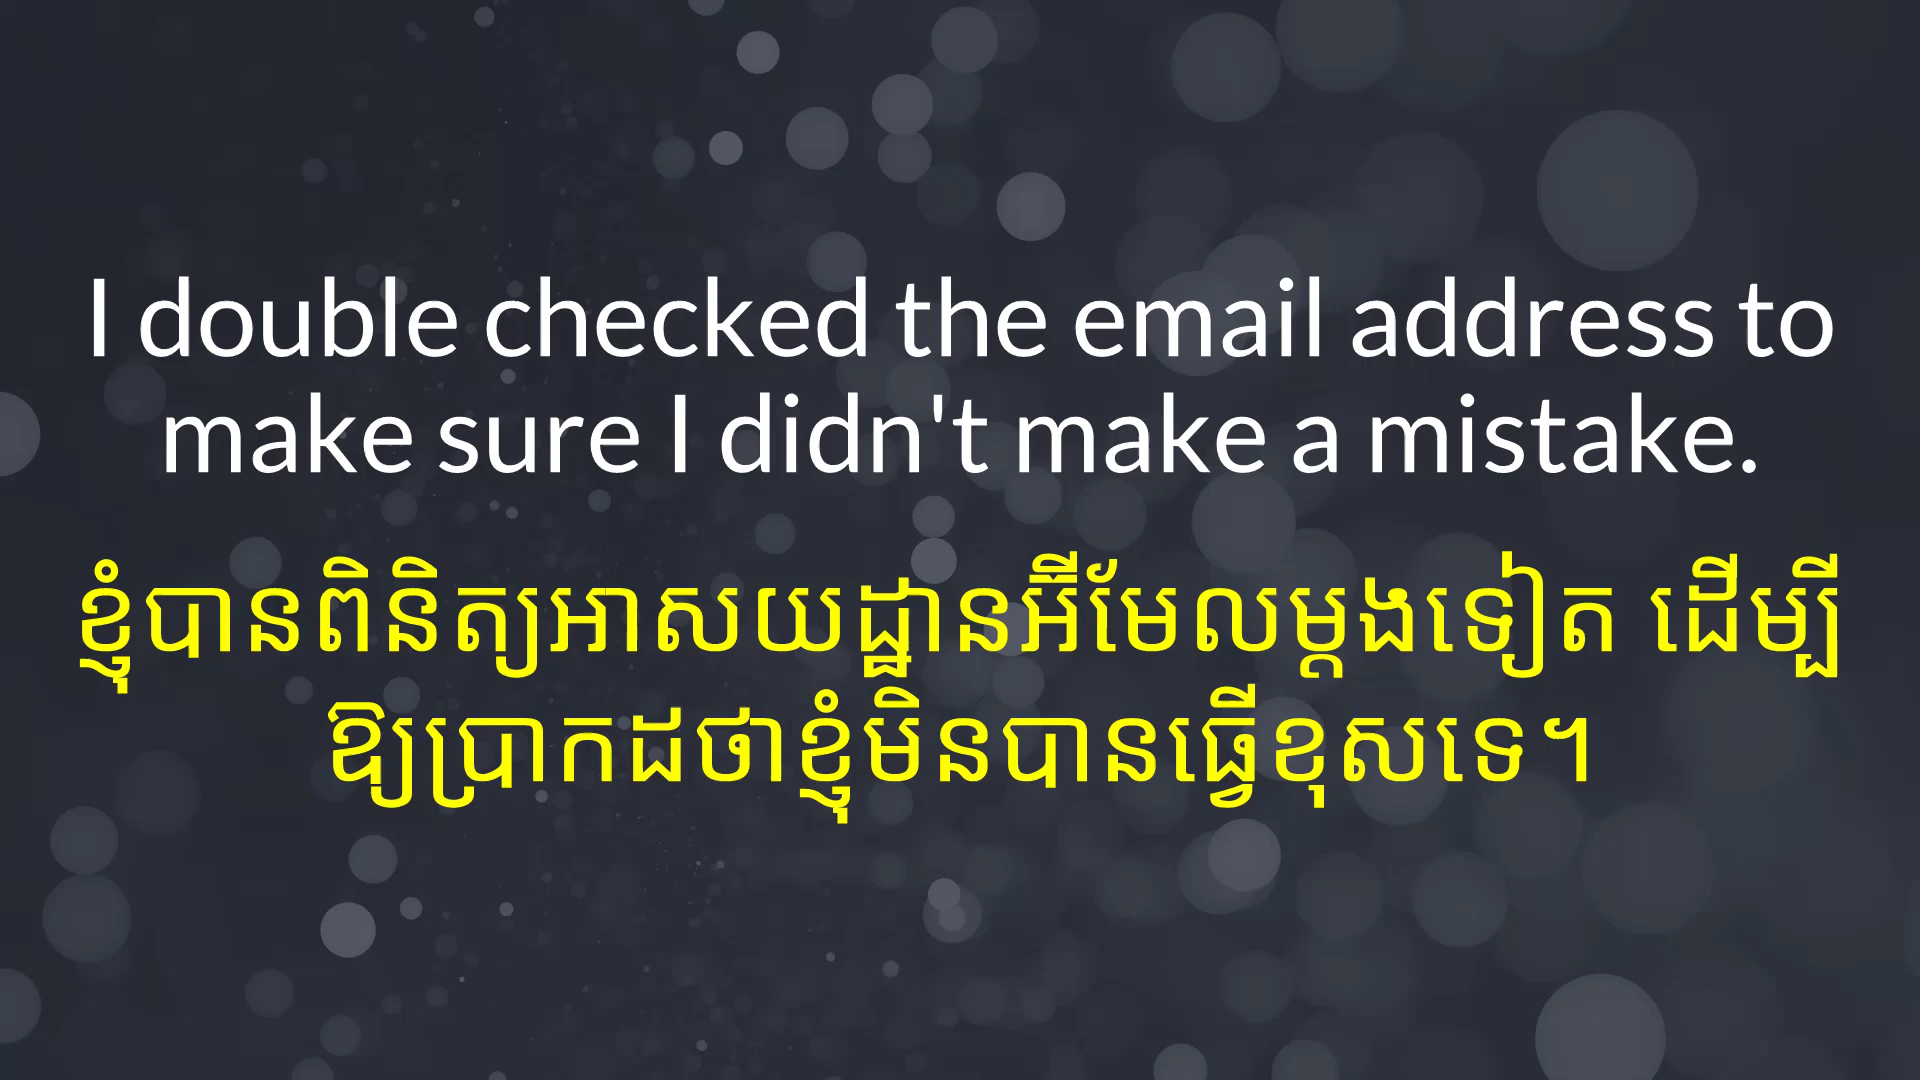 I double checked the email address to
make sure I didn't make a mistake.
ខ្ញុំបានពិនិត្យអាសយដ្ឋានអ៊ីមែលម្តងទៀត ដើម្បី
ឱ្យប្រាកដថាខ្ញុំមិនបានធ្វើខុសទេ។